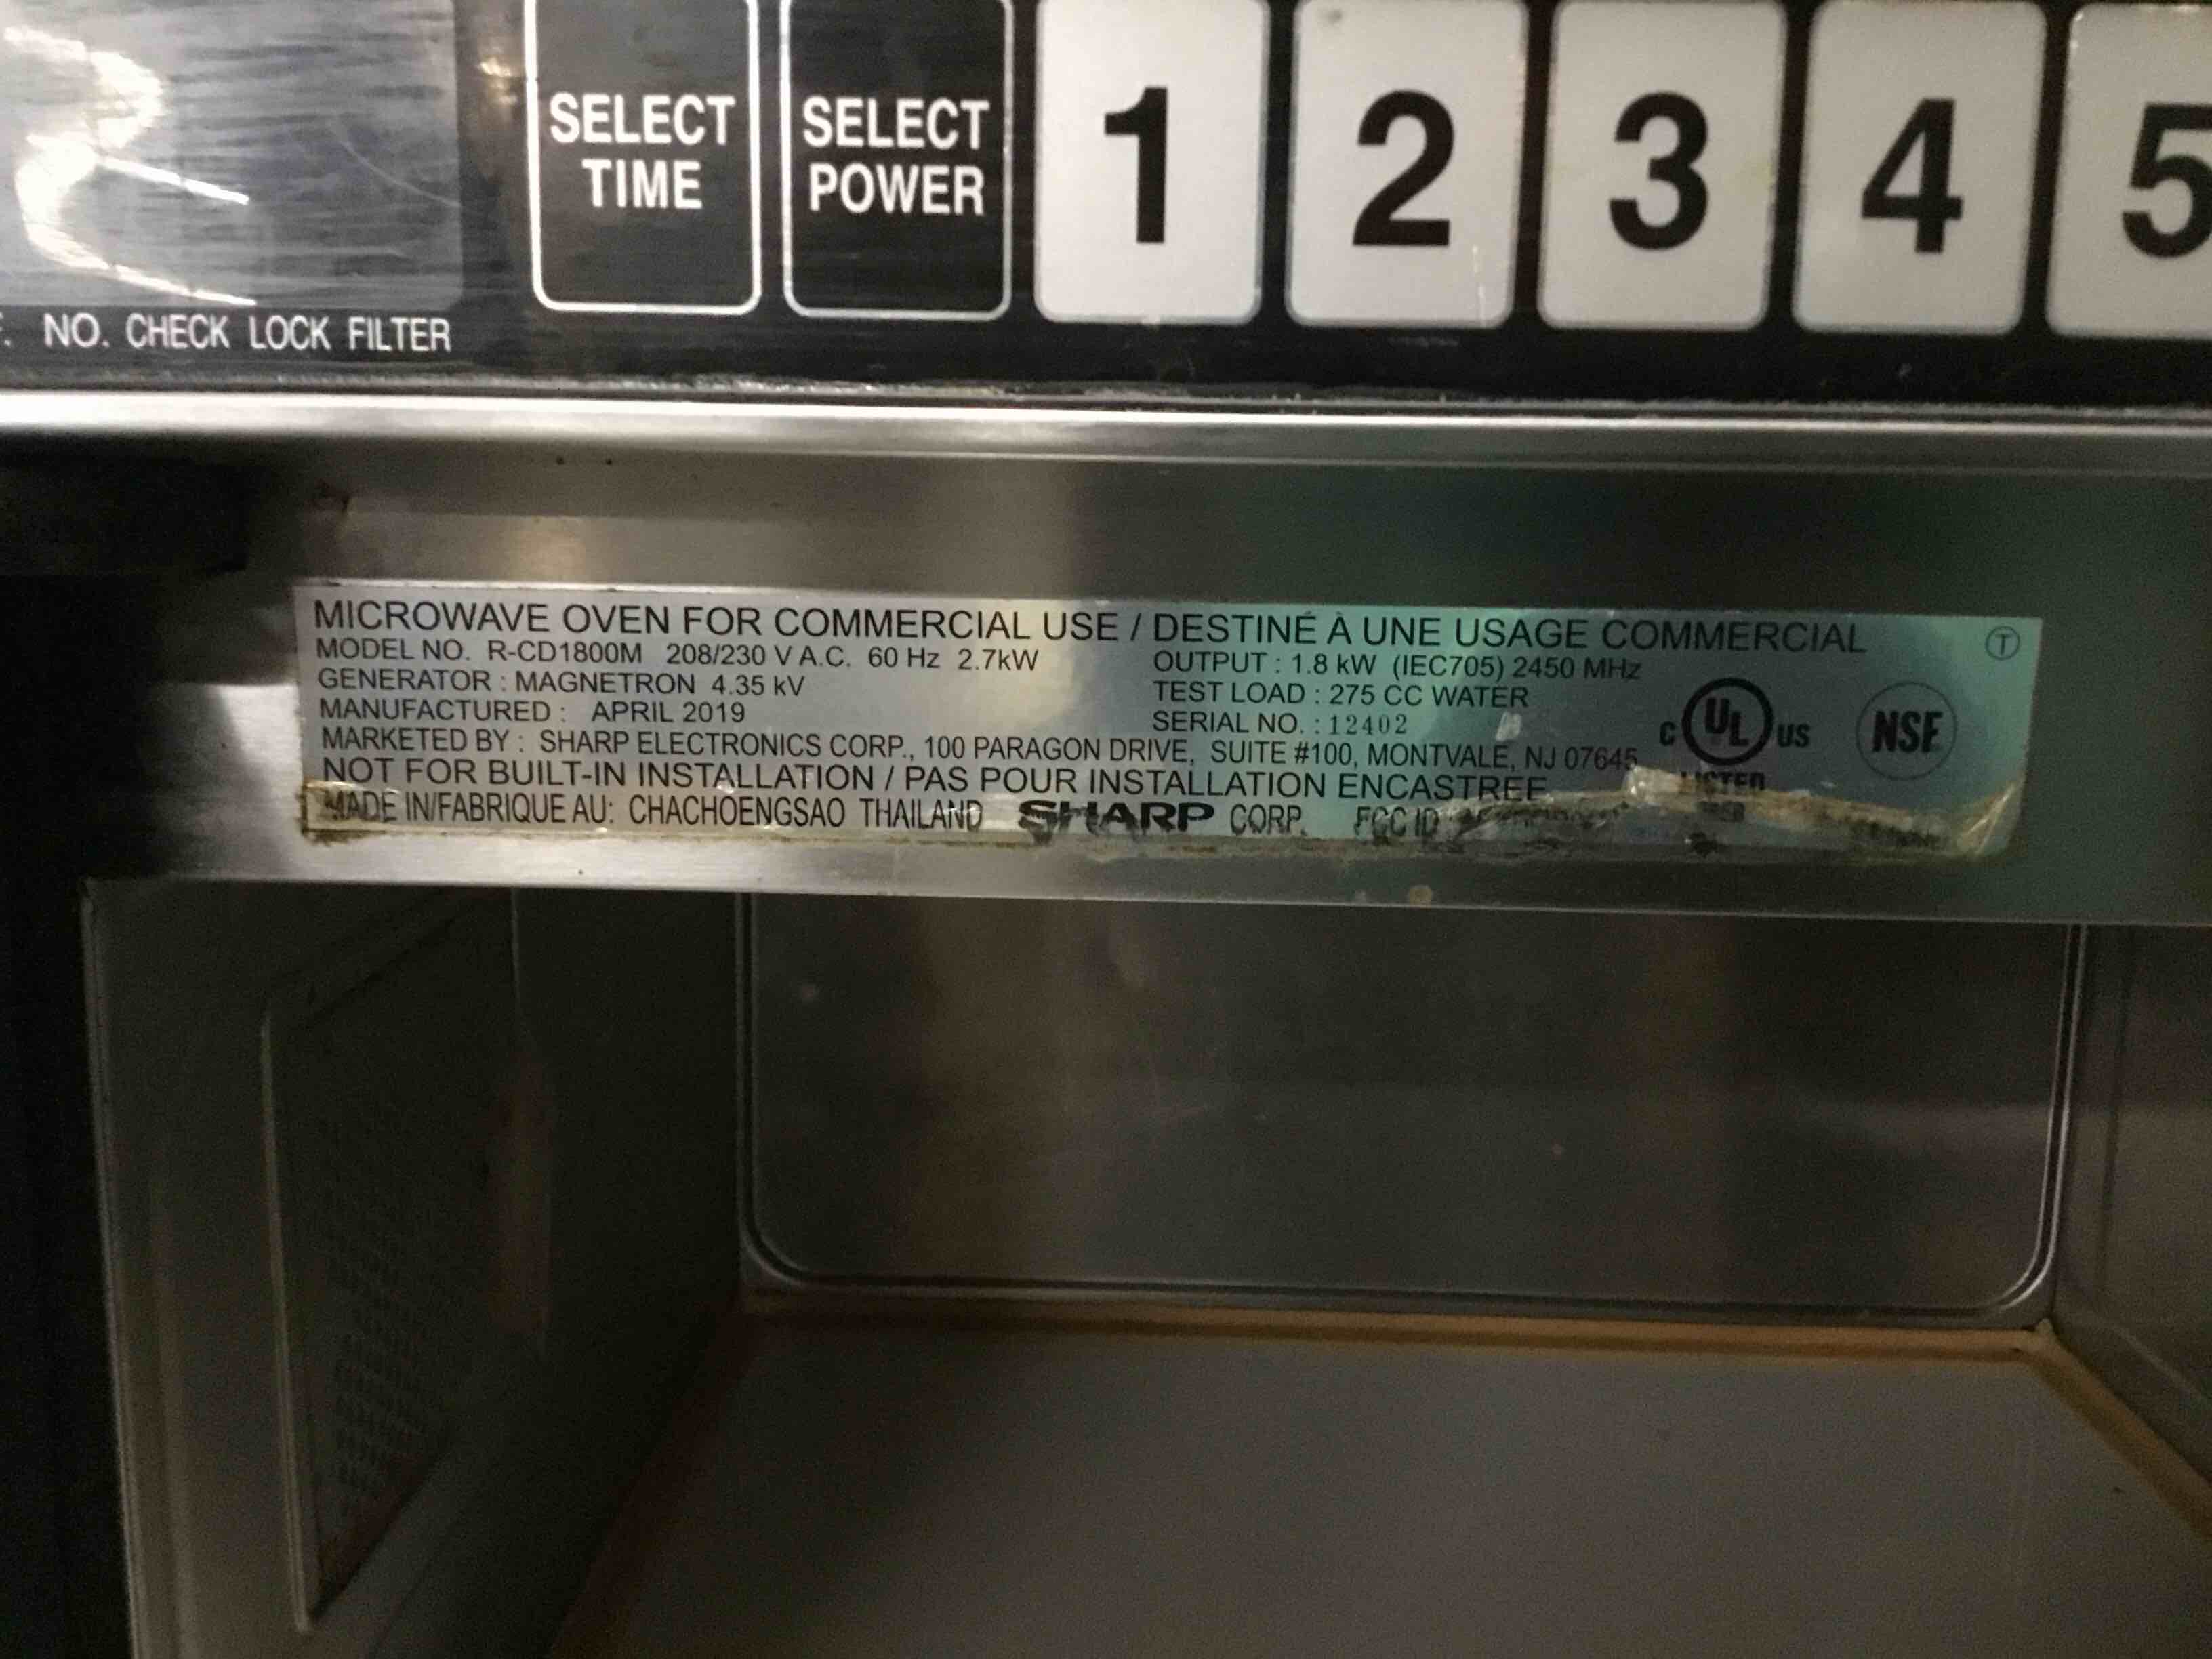 SELECT TIME
SELECT POWER
1 2 3 4 5
NO. CHECK LOCK FILTER
MICROWAVE OVEN FOR COMMERCIAL USE / DESTINÉ À UNE USAGE COMMERCIAL
MODEL NO. R-CD1800M 208/230 V A.C. 60 Hz 2.7kW
OUTPUT : 1.8 kW (IEC705) 2450 MHz
GENERATOR : MAGNETRON 4.35 kV
TEST LOAD : 275 CC WATER
MANUFACTURED : APRIL 2019
SERIAL NO. : 12402
MARKETED BY : SHARP ELECTRONICS CORP., 100 PARAGON DRIVE, SUITE #100, MONTVALE, NJ 07645
NOT FOR BUILT-IN INSTALLATION / PAS POUR INSTALLATION ENCASTREE
MADE IN/FABRIQUE AU: CHACHOENGSAO THAILAND SHARP CORP. FCC ID
C UL US
LISTED
NSF
T